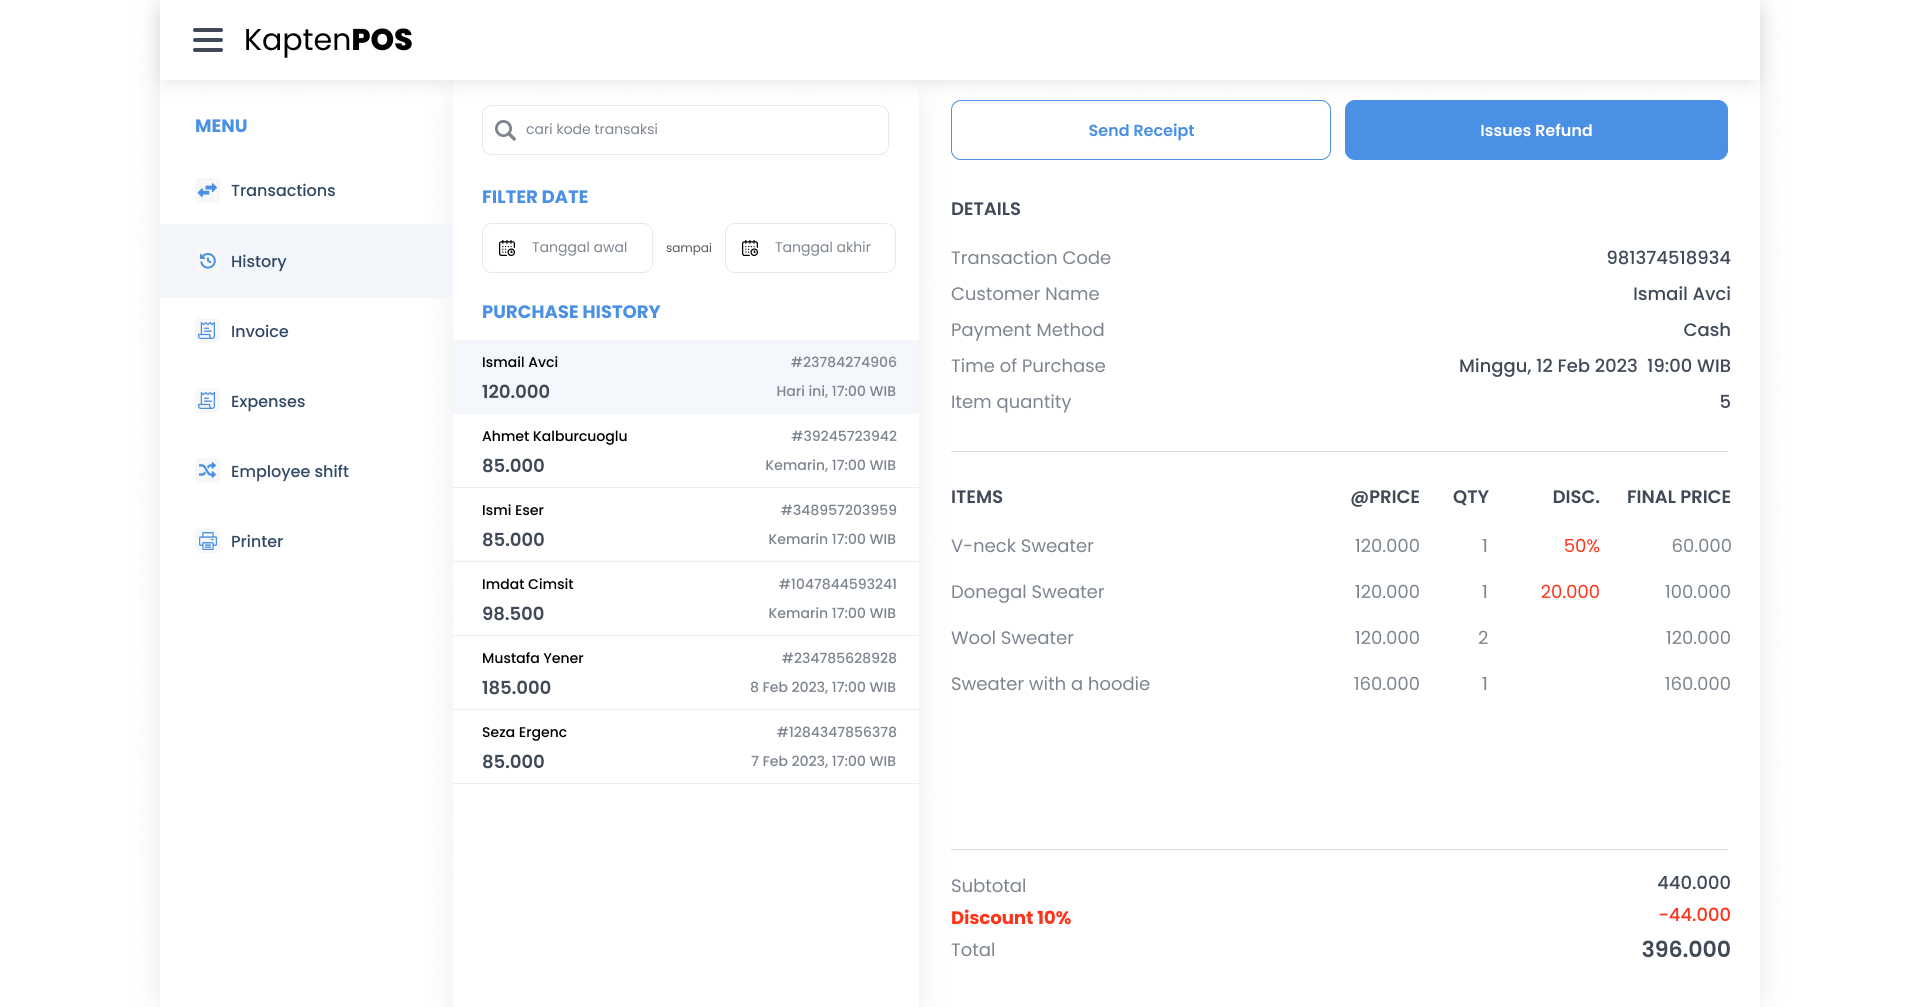 KaptenPOS
MENU
Transactions
History
Invoice
Expenses
Employee shift
Printer
cari kode transaksi
FILTER DATE
Tanggal awal sampai Tanggal akhir
PURCHASE HISTORY
Ismail Avci #23784274906
120.000 Hari ini, 17:00 WIB
Ahmet Kalburcuoglu #39245723942
85.000 Kemarin, 17:00 WIB
Ismi Eser #348957203959
85.000 Kemarin 17:00 WIB
Imdat Cimsit #1047844593241
98.500 Kemarin 17:00 WIB
Mustafa Yener #234785628928
185.000 8 Feb 2023, 17:00 WIB
Seza Ergenc #1284347856378
85.000 7 Feb 2023, 17:00 WIB
Send Receipt Issues Refund
DETAILS
Transaction Code 981374518934
Customer Name Ismail Avci
Payment Method Cash
Time of Purchase Minggu, 12 Feb 2023 19:00 WIB
Item quantity 5
ITEMS @PRICE QTY DISC. FINAL PRICE
V-neck Sweater 120.000 1 50% 60.000
Donegal Sweater 120.000 1 20.000 100.000
Wool Sweater 120.000 2 120.000
Sweater with a hoodie 160.000 1 160.000
Subtotal 440.000
Discount 10% -44.000
Total 396.000